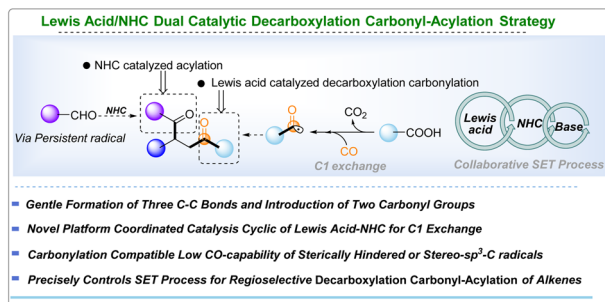 Lewis Acid/NHC Dual Catalytic Decarboxylation Carbonyl-Acylation Strategy
● NHC catalyzed acylation
● Lewis acid catalyzed decarboxylation carbonylation
CHO
NHC
Via Persistent radical
O
O
O
CO2
COOH
CO
C1 exchange
Lewis acid
NHC
Base
Collaborative SET Process
Gentle Formation of Three C-C Bonds and Introduction of Two Carbonyl Groups
Novel Platform Coordinated Catalysis Cyclic of Lewis Acid-NHC for C1 Exchange
Carbonylation Compatible Low CO-capability of Sterically Hindered or Stereo-sp³-C radicals
Precisely Controls SET Process for Regioselective Decarboxylation Carbonyl-Acylation of Alkenes